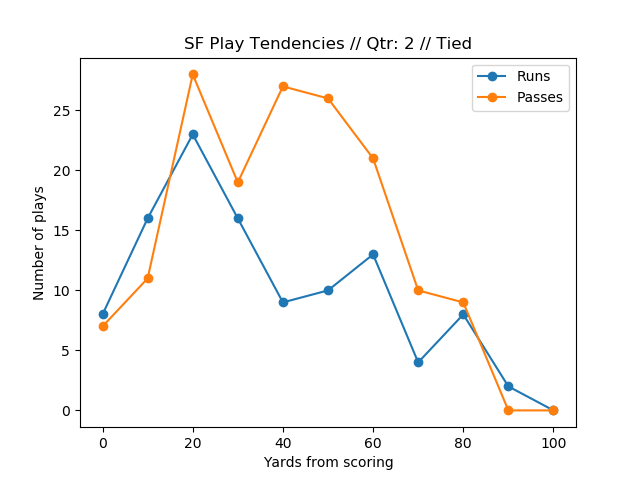 SF Play Tendencies // Qtr: 2 // Tied
Runs
Passes
25
20
15
10
5
0
Number of plays
0 20 40 60 80 100
Yards from scoring